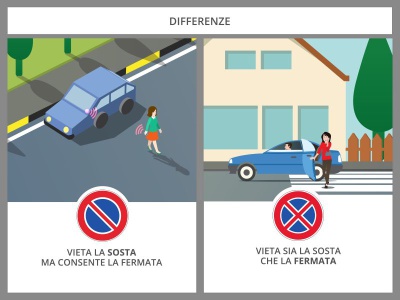 DIFFERENZE
VIETA LA SOSTA
MA CONSENTE LA FERMATA
VIETA SIA LA SOSTA
CHE LA FERMATA